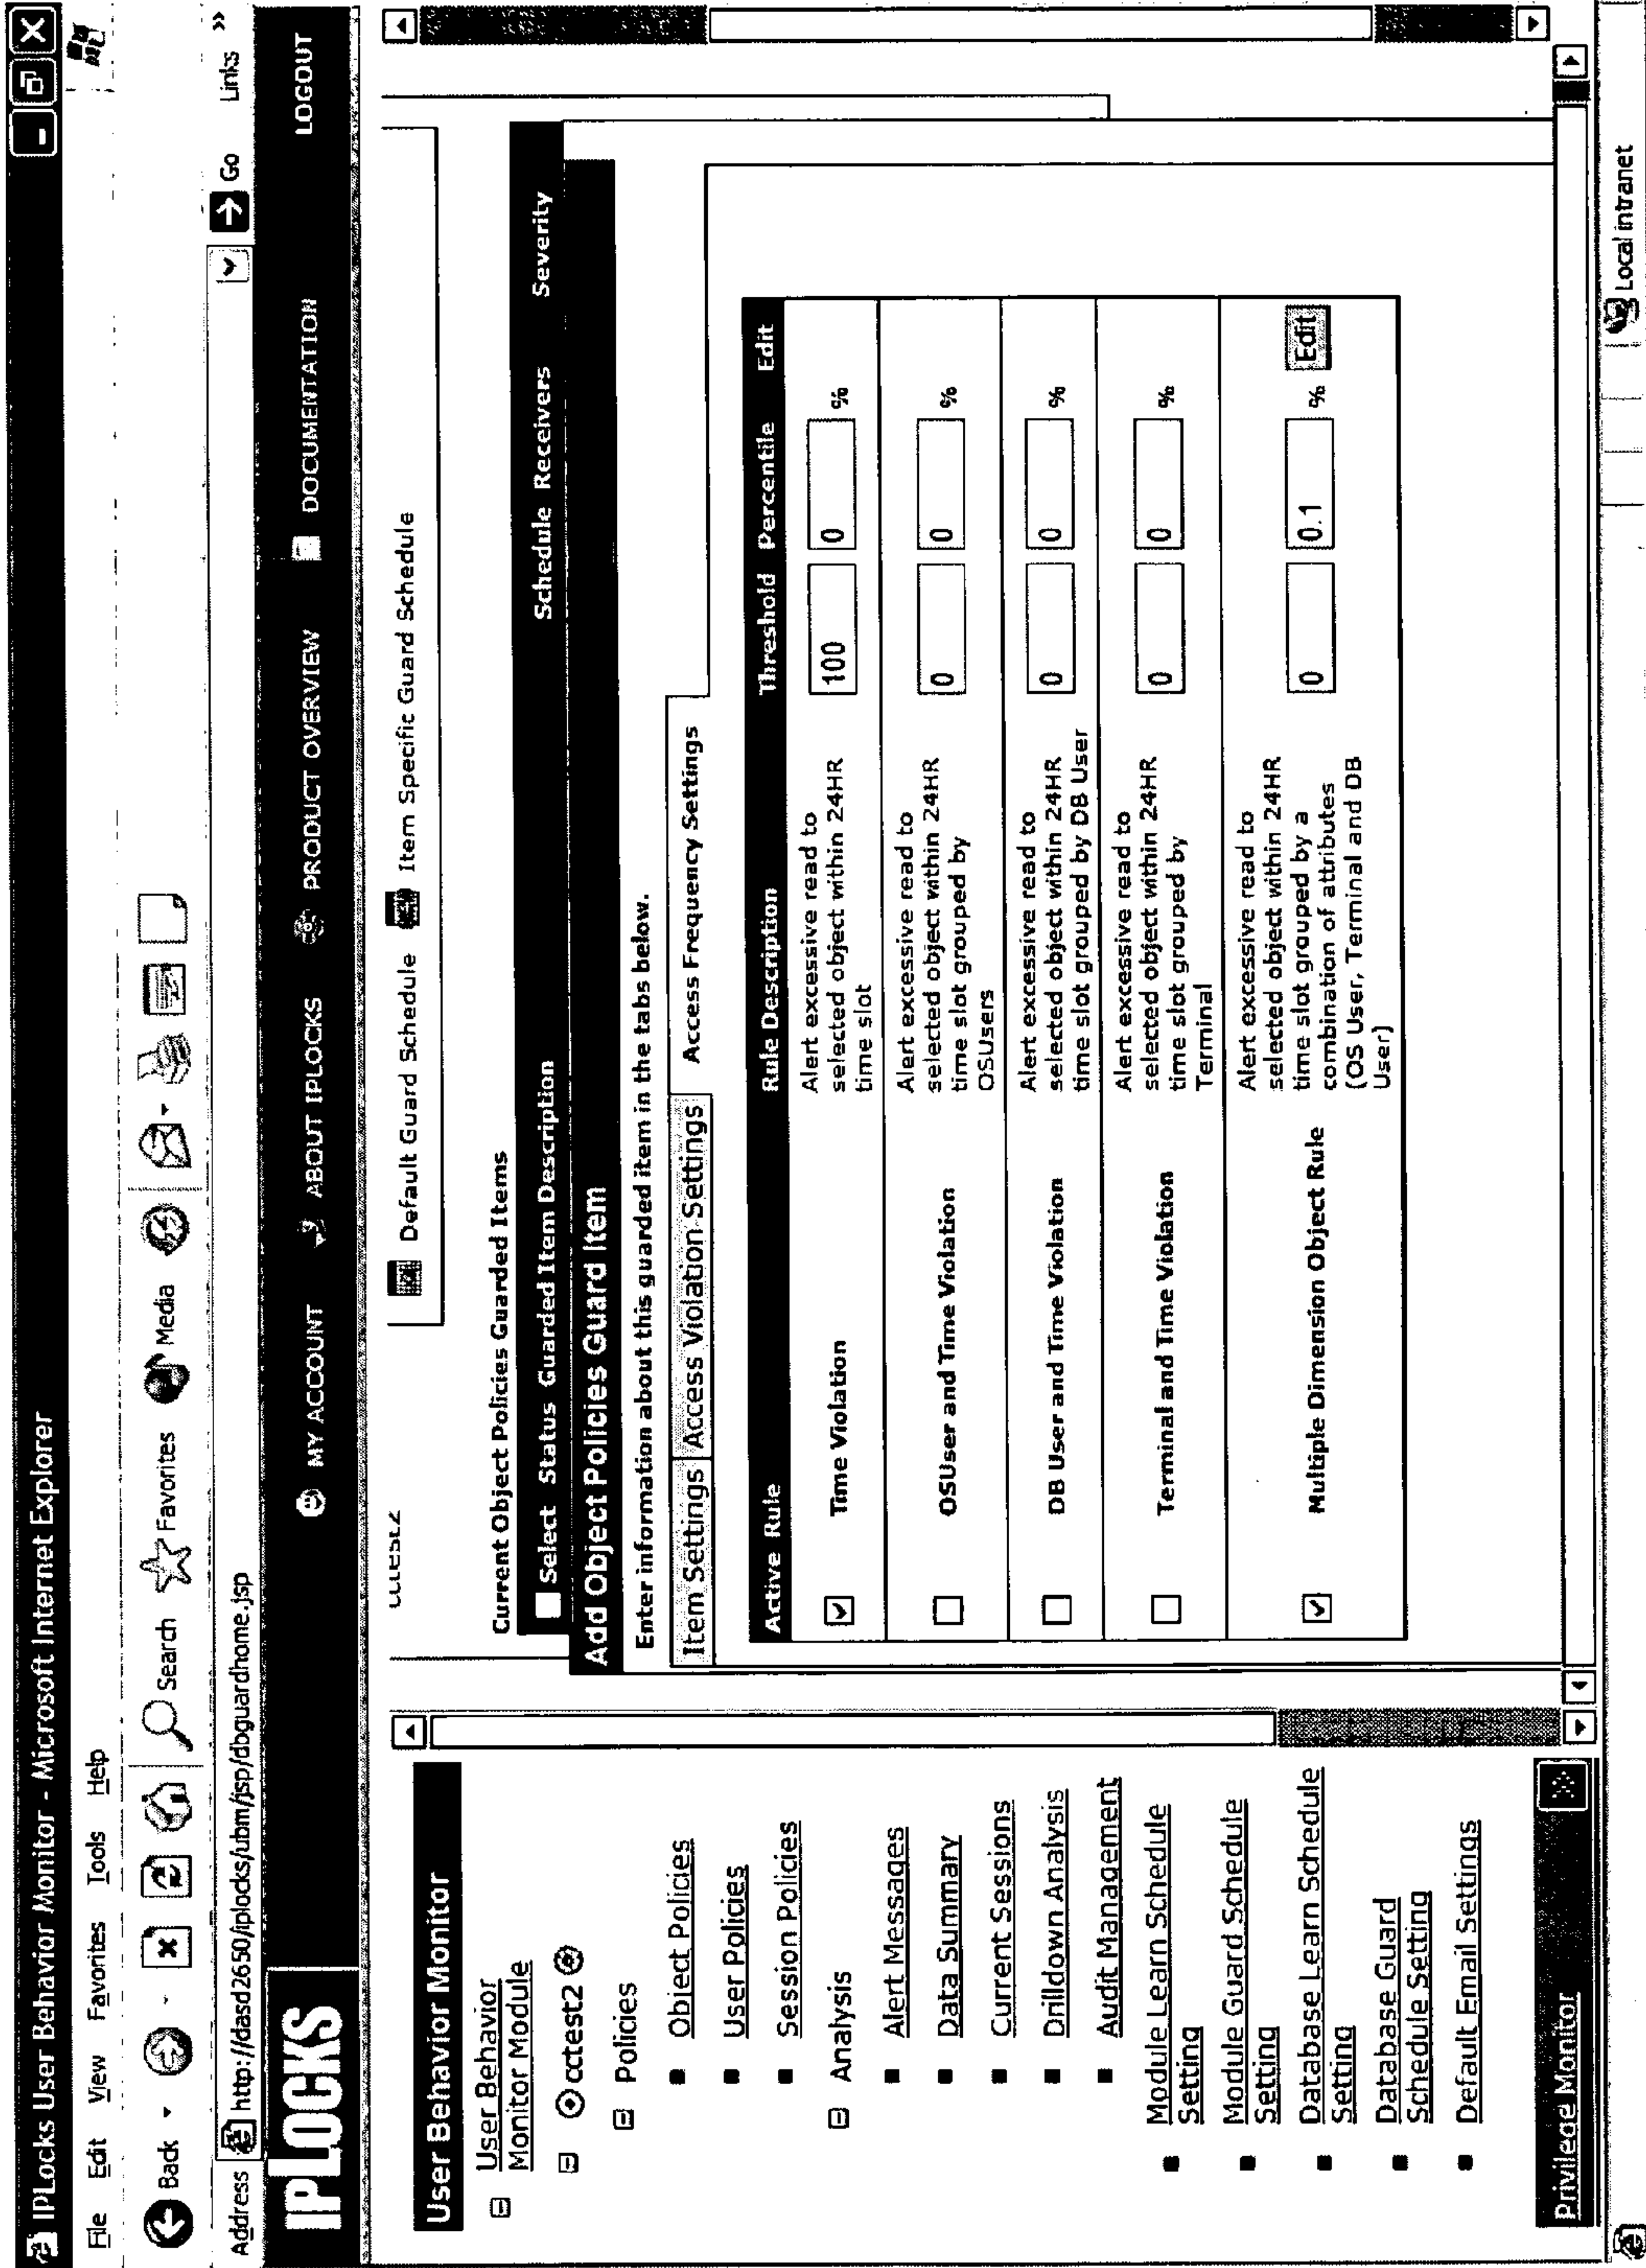 IPLocks User Behavior Monitor - Microsoft Internet Explorer
File Edit View Favorites Tools Help
Back Search Favorites Media
Address http://dasd2650/iplocks/ubm/jsp/dbguardhome.jsp Go Links »
IPLOCKS
MY ACCOUNT ABOUT IPLOCKS PRODUCT OVERVIEW DOCUMENTATION LOGOUT
User Behavior Monitor
User Behavior
Monitor Module
cctest2
Policies
Object Policies
User Policies
Session Policies
Analysis
Alert Messages
Data Summary
Current Sessions
Drilldown Analysis
Audit Management
Module Learn Schedule
Setting
Module Guard Schedule
Setting
Database Learn Schedule
Setting
Database Guard
Schedule Setting
Default Email Settings
Privilege Monitor
Default Guard Schedule Item Specific Guard Schedule
Current Object Policies Guarded Items
Select Status Guarded Item Description Schedule Receivers Severity
Add Object Policies Guard Item
Enter information about this guarded item in the tabs below.
Item Settings Access Violation Settings Access Frequency Settings
Active Rule Rule Description Threshold Percentile Edit
Time Violation
Alert excessive read to
selected object within 24HR
time slot
100 0 %
OSUser and Time Violation
Alert excessive read to
selected object within 24HR
time slot grouped by
OSUsers
0 0 %
DB User and Time Violation
Alert excessive read to
selected object within 24HR
time slot grouped by DB User
0 0 %
Terminal and Time Violation
Alert excessive read to
selected object within 24HR
time slot grouped by
Terminal
0 0 %
Multiple Dimension Object Rule
Alert excessive read to
selected object within 24HR
time slot grouped by a
combination of attributes
(OS User, Terminal and DB
User)
0 0.1 % Edit
Local intranet